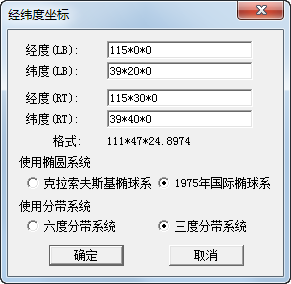 经纬度坐标
经度(LB): 115*0*0
纬度(LB): 39*20*0
经度(RT): 115*30*0
纬度(RT): 39*40*0
格式: 111*47*24.8974
使用椭圆系统
克拉索夫斯基椭球系 1975年国际椭球系
使用分带系统
六度分带系统 三度分带系统
确定 取消